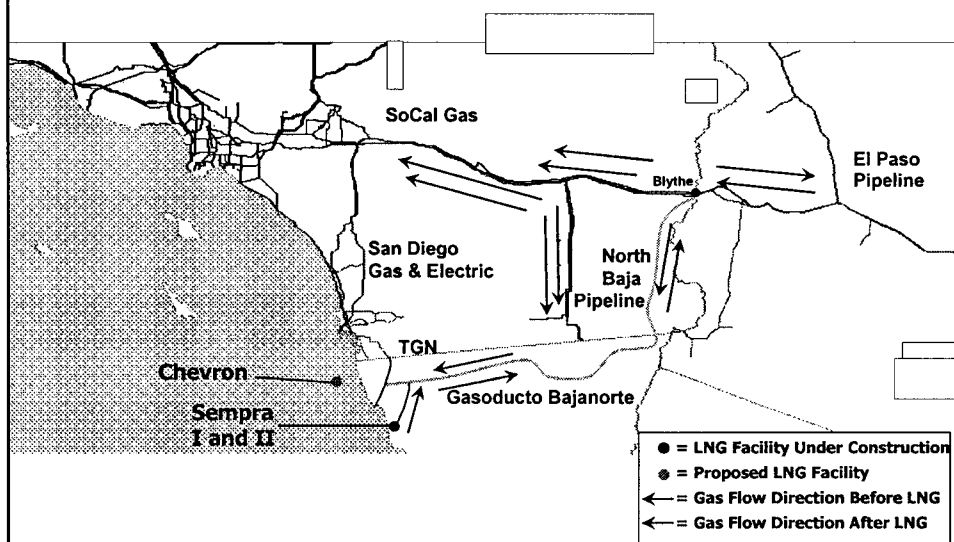 SoCal Gas
El Paso
Pipeline
Blythe
San Diego
Gas & Electric
North
Baja
Pipeline
TGN
Chevron
Gasoducto Bajanorte
Sempra
I and II
= LNG Facility Under Construction
= Proposed LNG Facility
= Gas Flow Direction Before LNG
= Gas Flow Direction After LNG